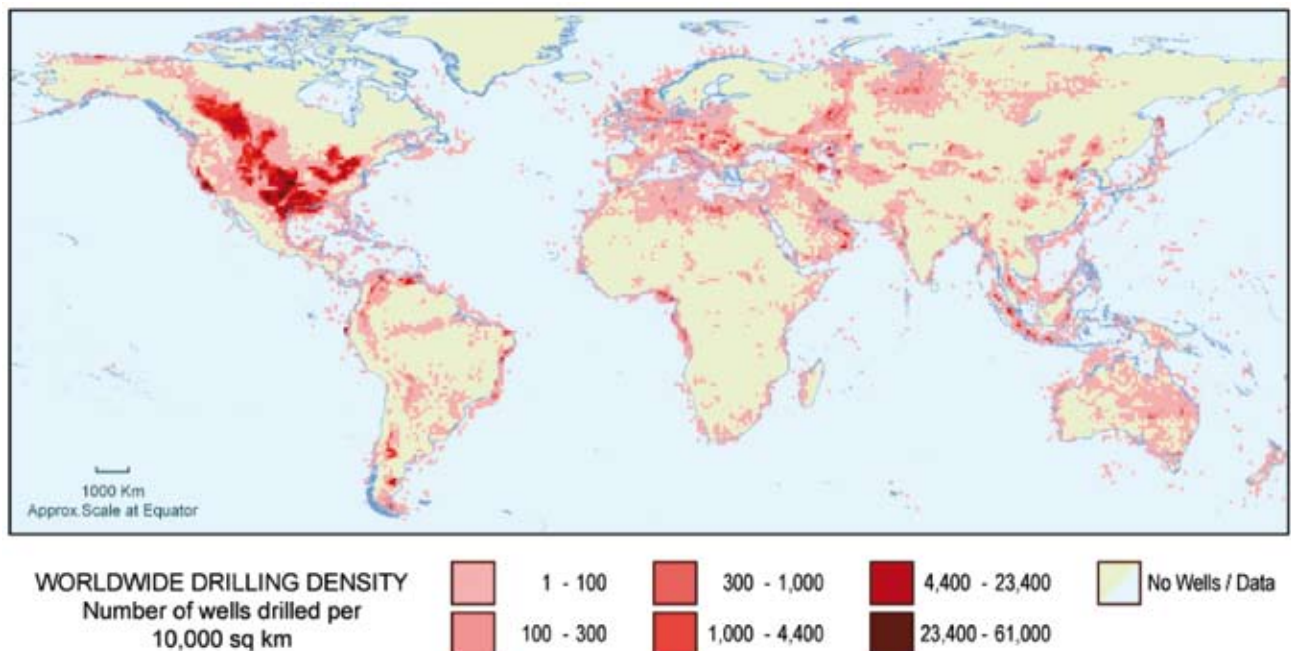 1000 Km
Approx.Scale at Equator
WORLDWIDE DRILLING DENSITY
Number of wells drilled per
10,000 sq km
1 - 100
100 - 300
300 - 1,000
1,000 - 4,400
4,400 - 23,400
23,400 - 61,000
No Wells / Data